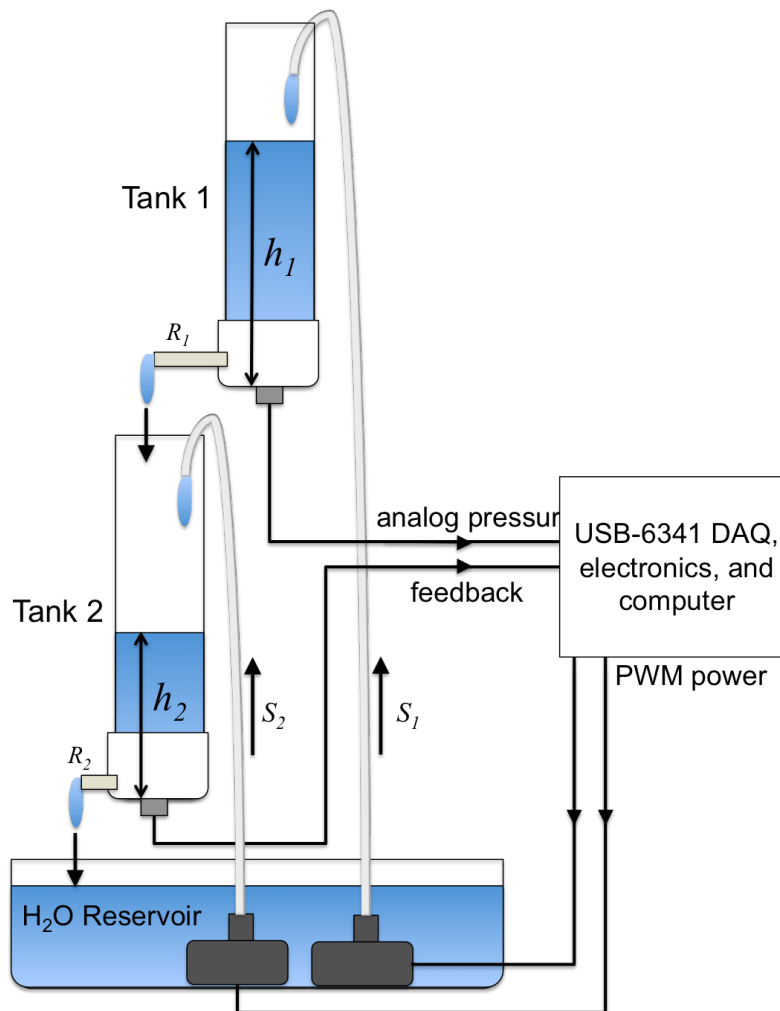 Tank 1
h1
R1
analog pressur
USB-6341 DAQ,
electronics, and
computer
feedback
Tank 2
PWM power
h2
S2
S1
R2
H2O Reservoir